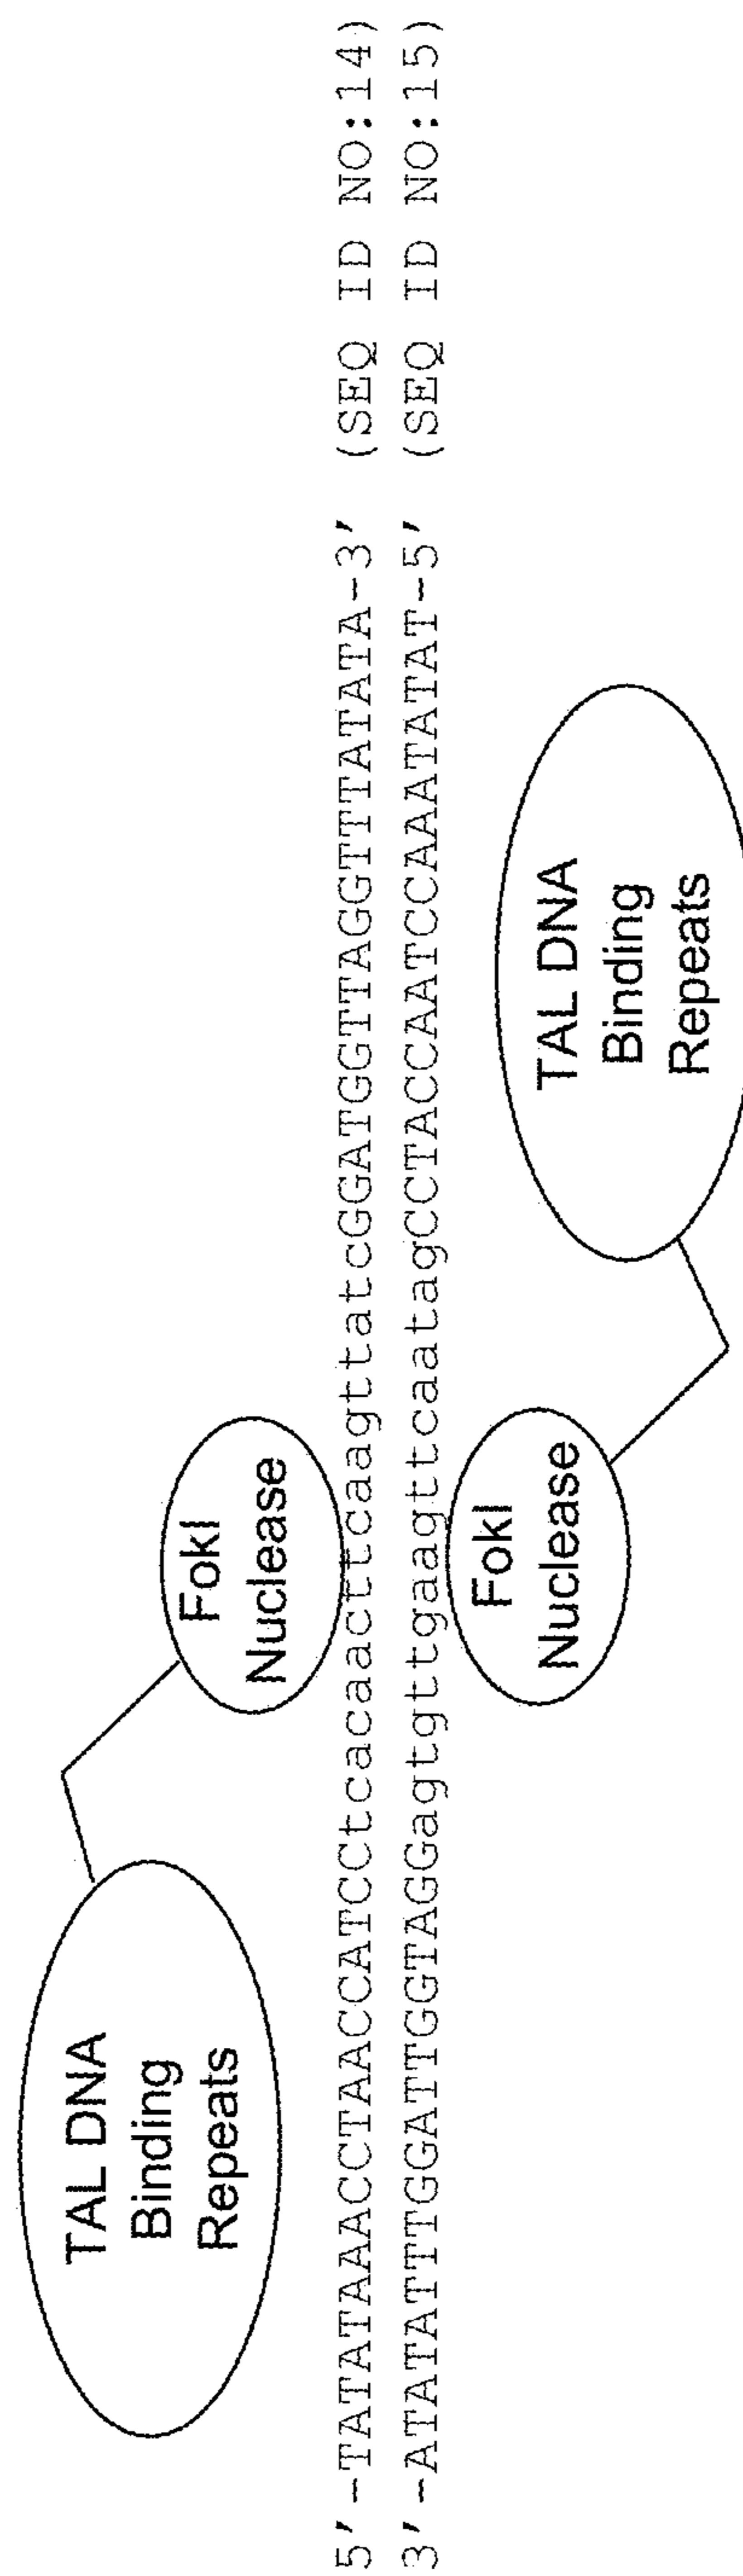 TAL DNA
Binding
Repeats
FokI
Nuclease
5'-TATATAAACCTAACCATCCtcacaacttcaagttatcGGATGGTTAGGTTTATATA-3' (SEQ ID NO:14)
3'-ATATATTTGGATTGGTAGGagtgttgaagttcaatagCCTACCAATCCAAATATAT-5' (SEQ ID NO:15)
FokI
Nuclease
TAL DNA
Binding
Repeats